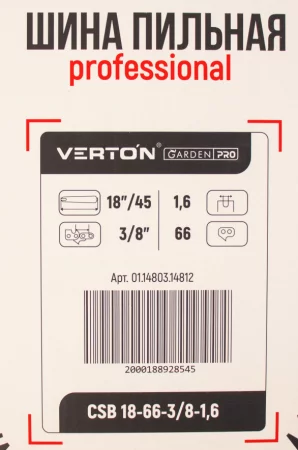 ШИНА ПИЛЬНАЯ
professional
VERTON GARDEN PRO
18"/45 1,6
3/8" 66
Арт. 01.14803.14812
2000188928545
CSB 18-66-3/8-1,6